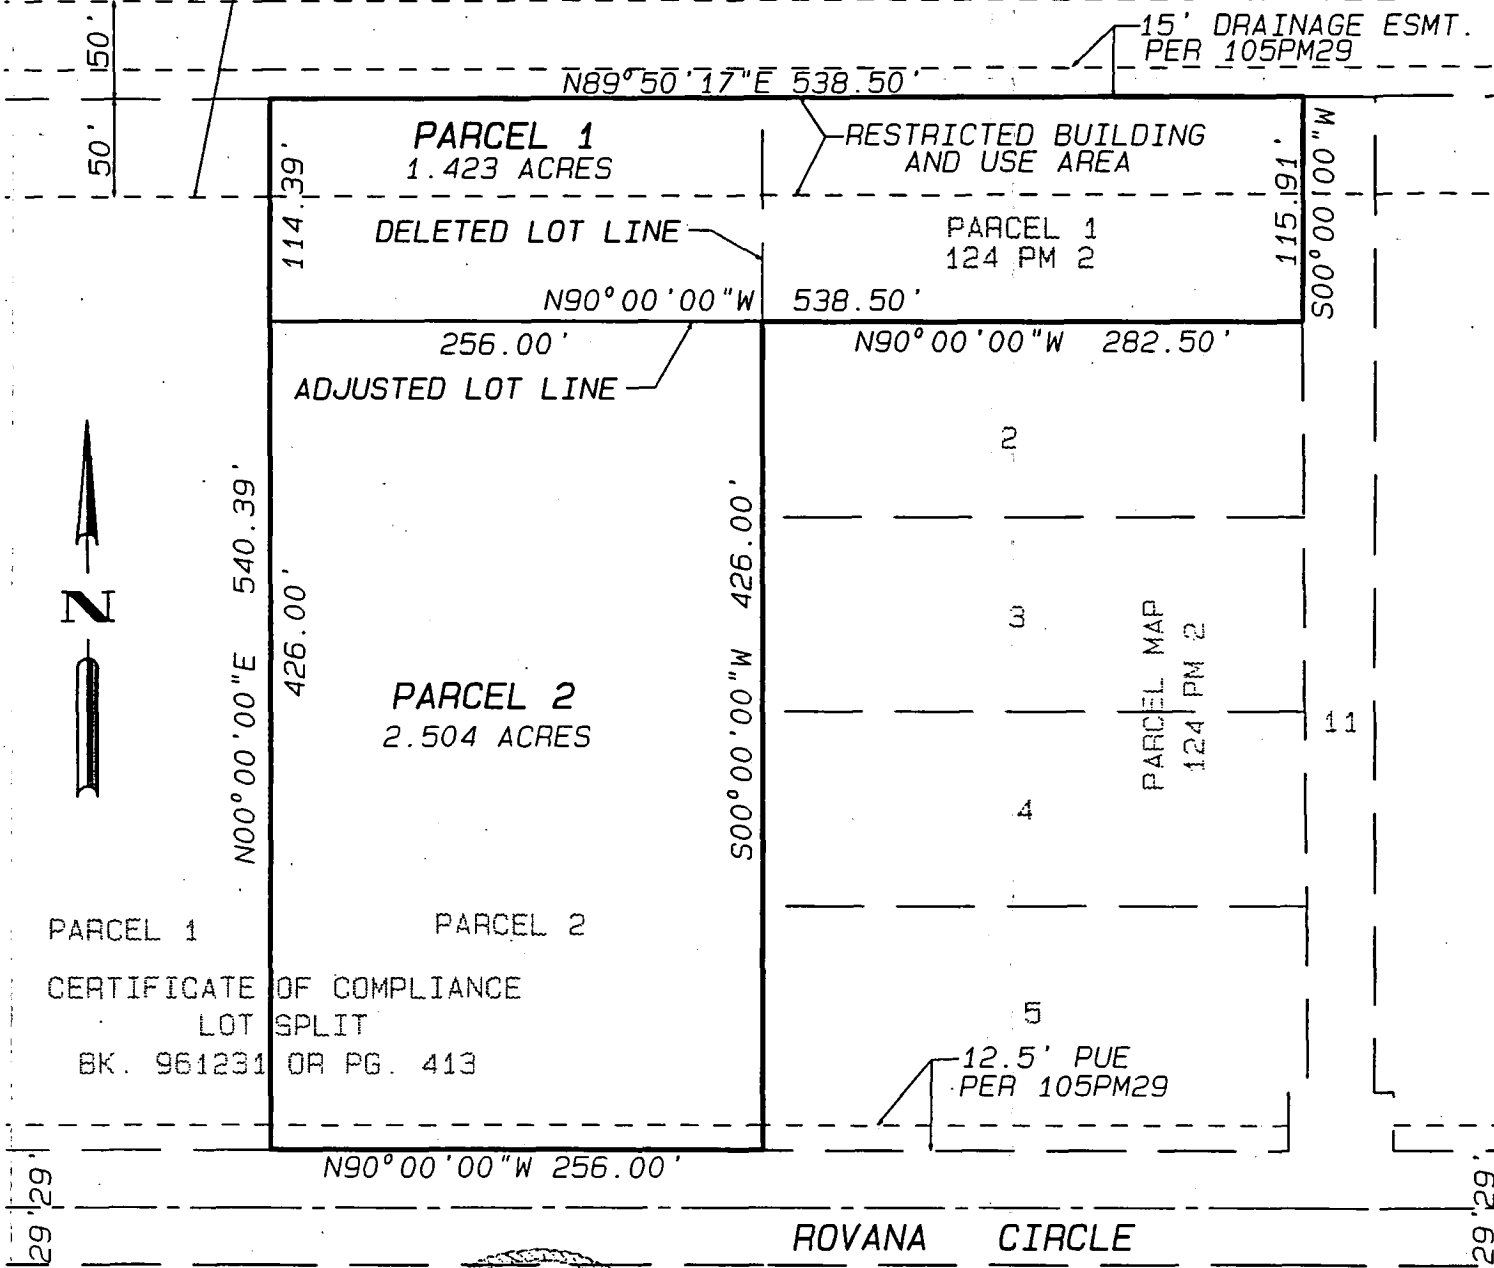 50'
50'
15' DRAINAGE ESMT.
PER 105PM29
N89°50'17"E 538.50'
PARCEL 1
1.423 ACRES
RESTRICTED BUILDING
AND USE AREA
114.39'
115.91'
S00°00'00"W
DELETED LOT LINE
PARCEL 1
124 PM 2
N90°00'00"W 538.50'
256.00'
N90°00'00"W 282.50'
ADJUSTED LOT LINE
2
N
N00°00'00"E 540.39'
426.00'
S00°00'00"W 426.00'
3
PARCEL MAP
124 PM 2
PARCEL 2
2.504 ACRES
11
4
PARCEL 1
PARCEL 2
CERTIFICATE OF COMPLIANCE
LOT SPLIT
BK. 961231 OR PG. 413
5
12.5' PUE
PER 105PM29
N90°00'00"W 256.00'
29'
29'
29'
29'
ROVANA CIRCLE